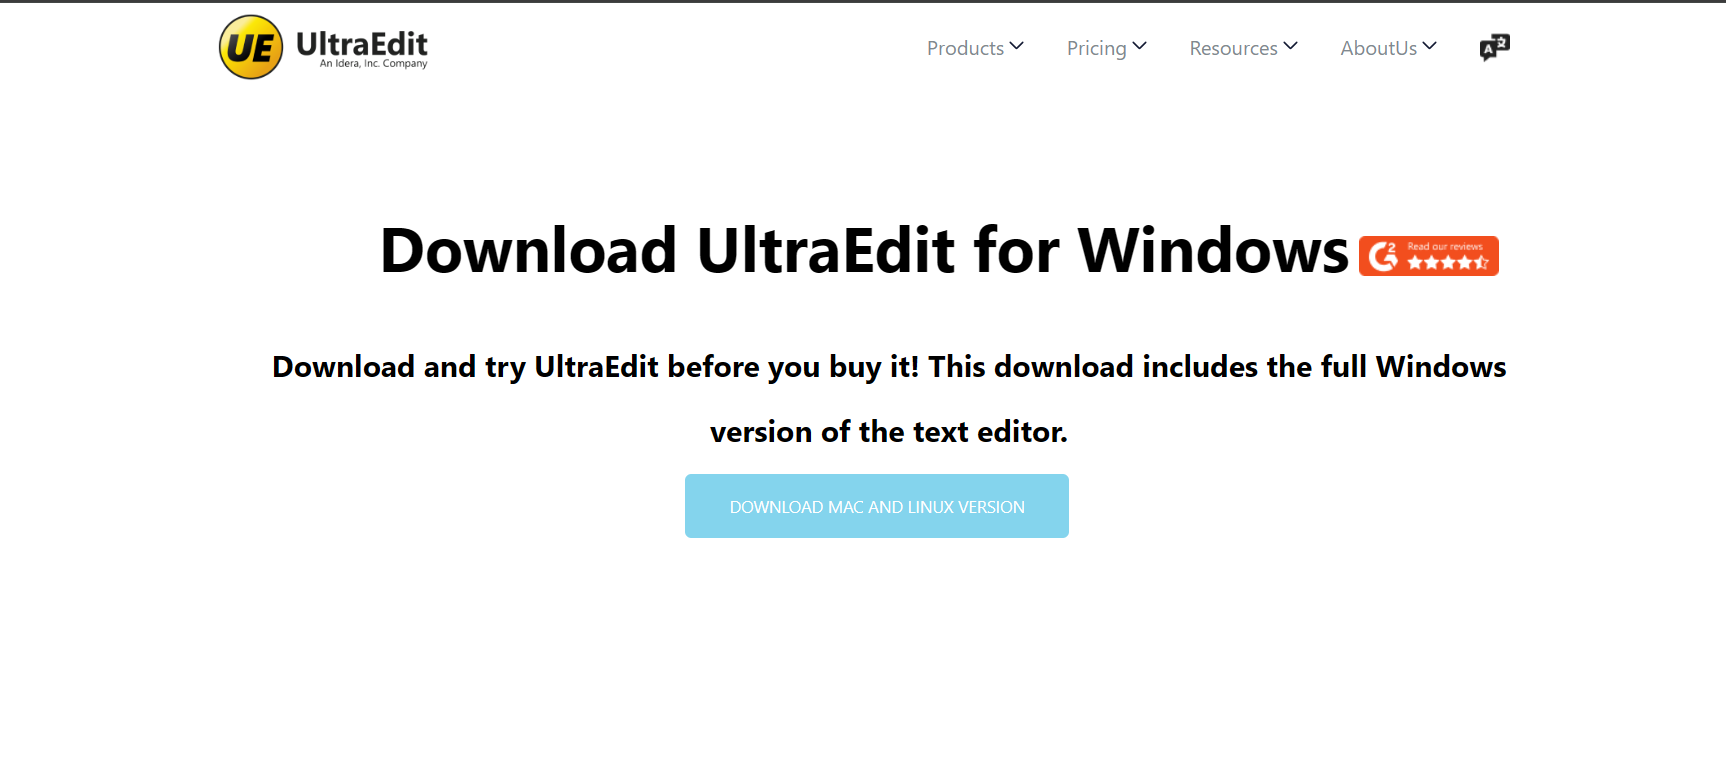 UE UltraEdit
An Idera, Inc. Company
Products Pricing Resources AboutUs A
Download UltraEdit for Windows
G2 Read our reviews
Download and try UltraEdit before you buy it! This download includes the full Windows
version of the text editor.
DOWNLOAD MAC AND LINUX VERSION